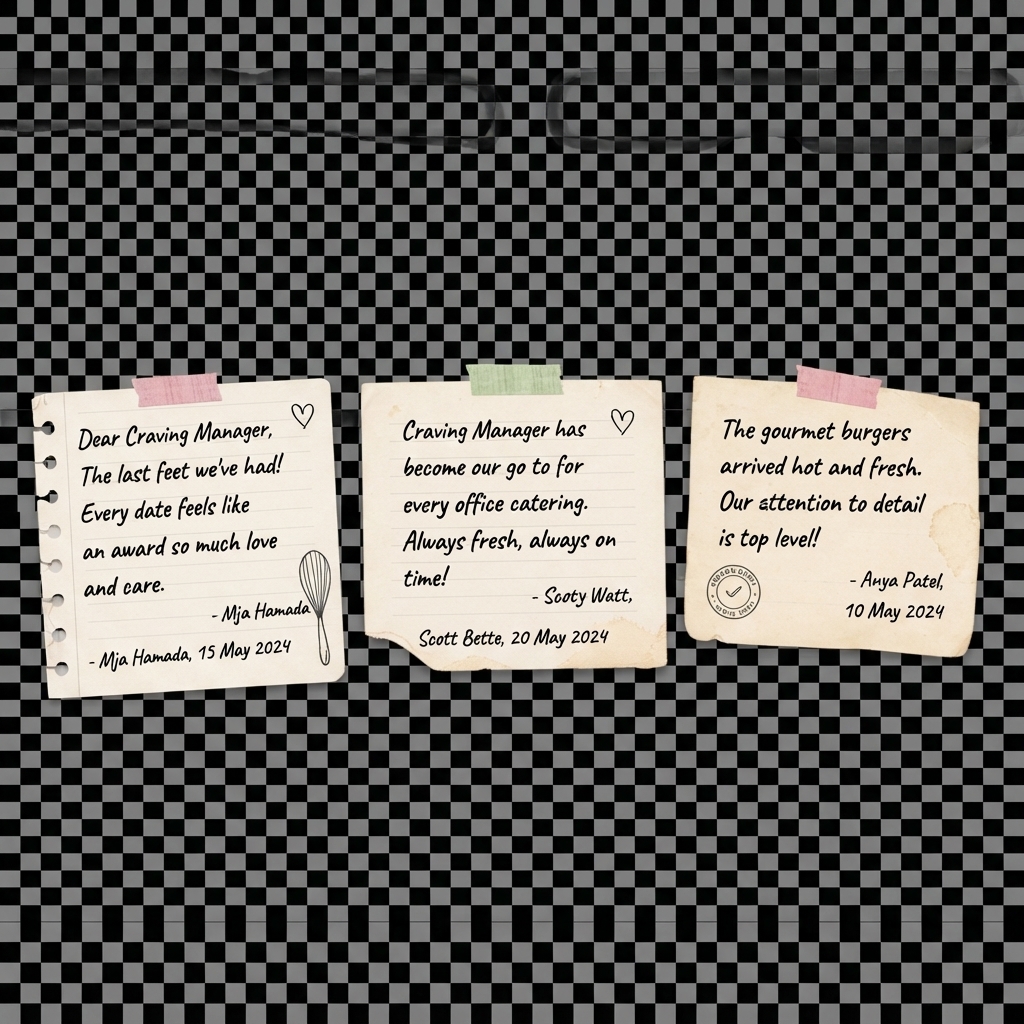 Dear Craving Manager,
The last feet we've had!
Every date feels like
an award so much love
and care.
- Mja Hamada
- Mja Hamada, 15 May 2024
Craving Manager has
become our go to for
every office catering.
Always fresh, always on
time!
- Scoty Watt,
Scott Bette, 20 May 2024
The gourmet burgers
arrived hot and fresh.
Our attention to detail
is top level!
- Anya Patel,
10 May 2024